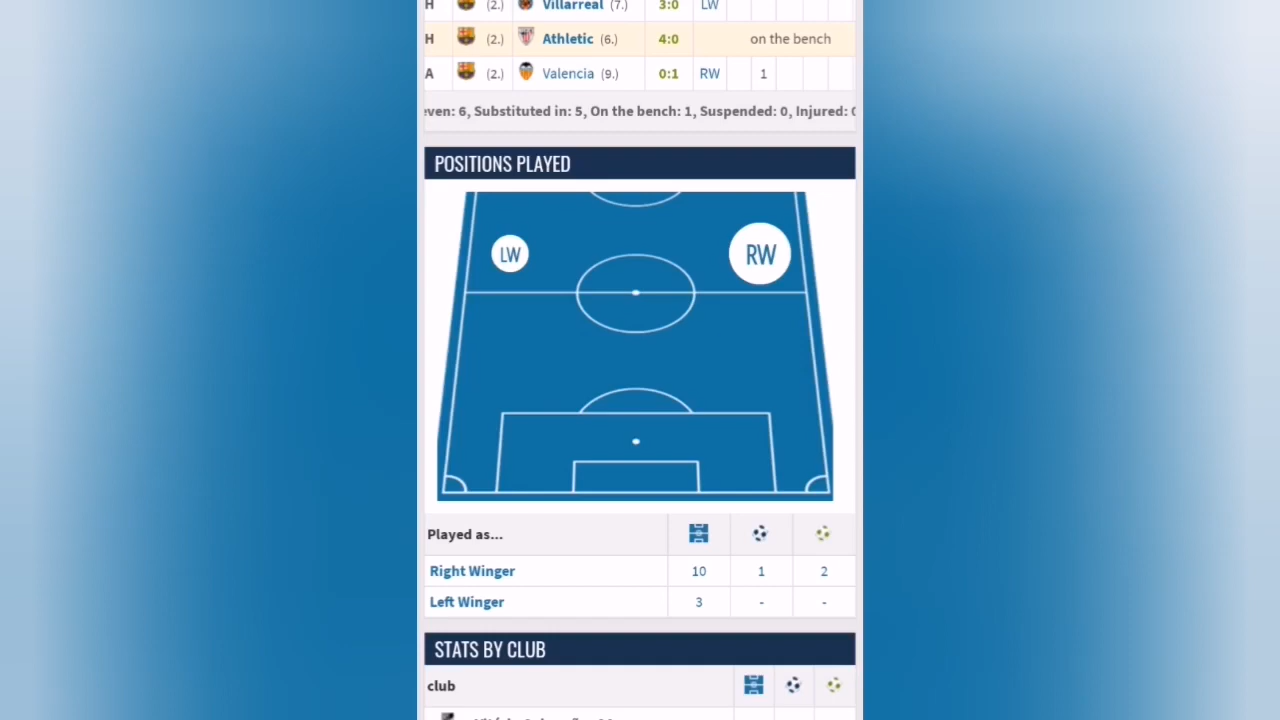 H (2.) Villarreal (7.) 3:0 LW
H (2.) Athletic (6.) 4:0 on the bench
A (2.) Valencia (9.) 0:1 RW 1
even: 6, Substituted in: 5, On the bench: 1, Suspended: 0, Injured: 0
POSITIONS PLAYED
LW RW
Played as...
Right Winger 10 1 2
Left Winger 3 - -
STATS BY CLUB
club